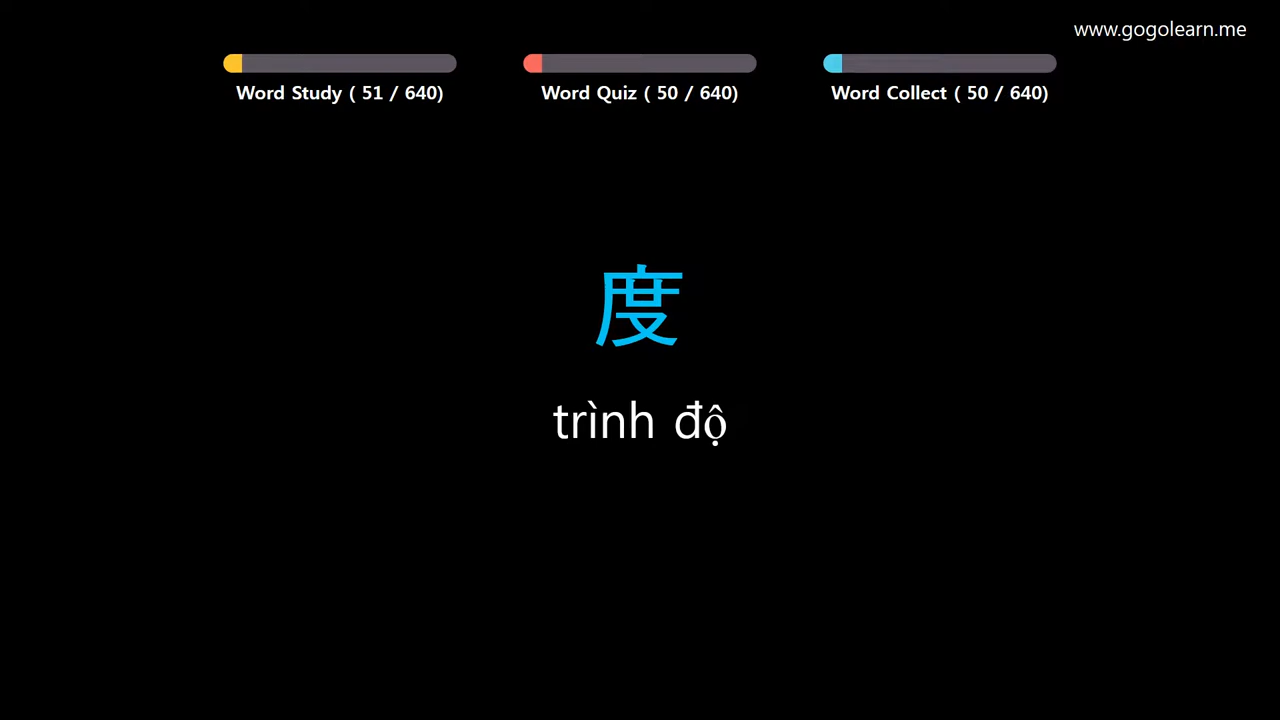 www.gogolearn.me
Word Study ( 51 / 640)
Word Quiz ( 50 / 640)
Word Collect ( 50 / 640)
度
trình độ